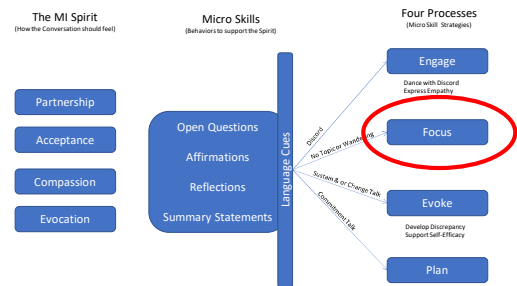 The MI Spirit
(How the Conversation should feel)
Partnership
Acceptance
Compassion
Evocation
Micro Skills
(Behaviors to support the Spirit)
Open Questions
Affirmations
Reflections
Summary Statements
Language Cues
Discord
No Topic or Wandering
Sustain & or Change Talk
Commitment Talk
Four Processes
(Micro Skill Strategies)
Engage
Dance with Discord
Express Empathy
Focus
Evoke
Develop Discrepancy
Support Self-Efficacy
Plan